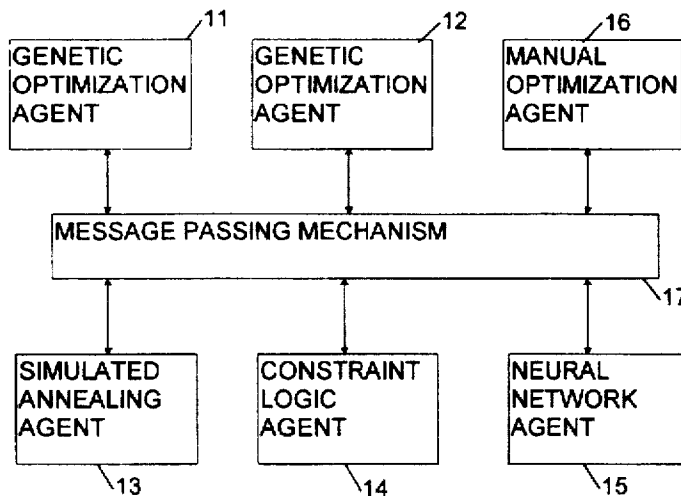 11
12
16
GENETIC
OPTIMIZATION
AGENT
GENETIC
OPTIMIZATION
AGENT
MANUAL
OPTIMIZATION
AGENT
MESSAGE PASSING MECHANISM
17
SIMULATED
ANNEALING
AGENT
CONSTRAINT
LOGIC
AGENT
NEURAL
NETWORK
AGENT
13
14
15